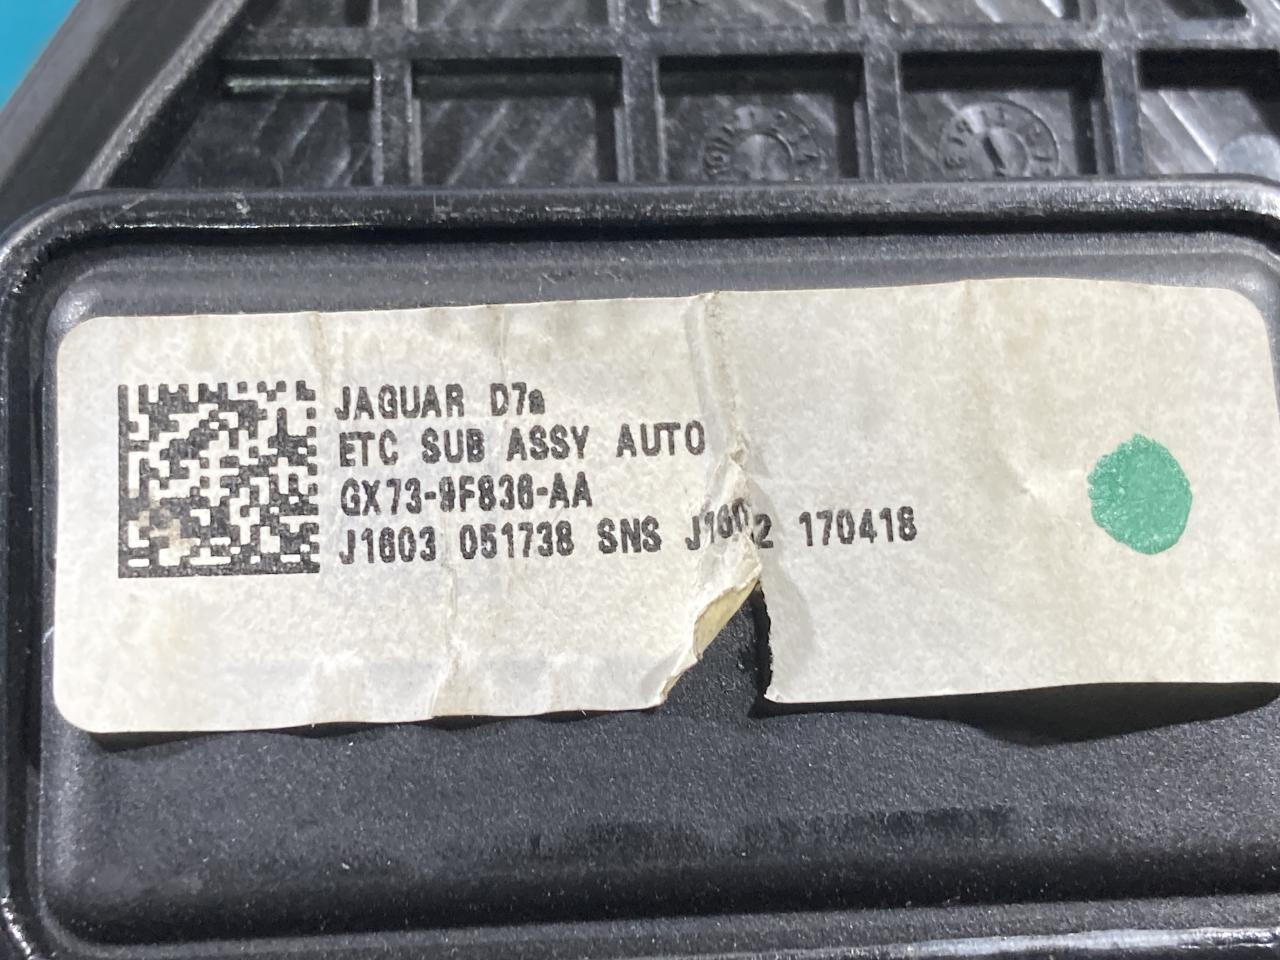 JAGUAR D7a
ETC SUB ASSY AUTO
GX73-9F836-AA
J1603 051738 SNS J1602 170418